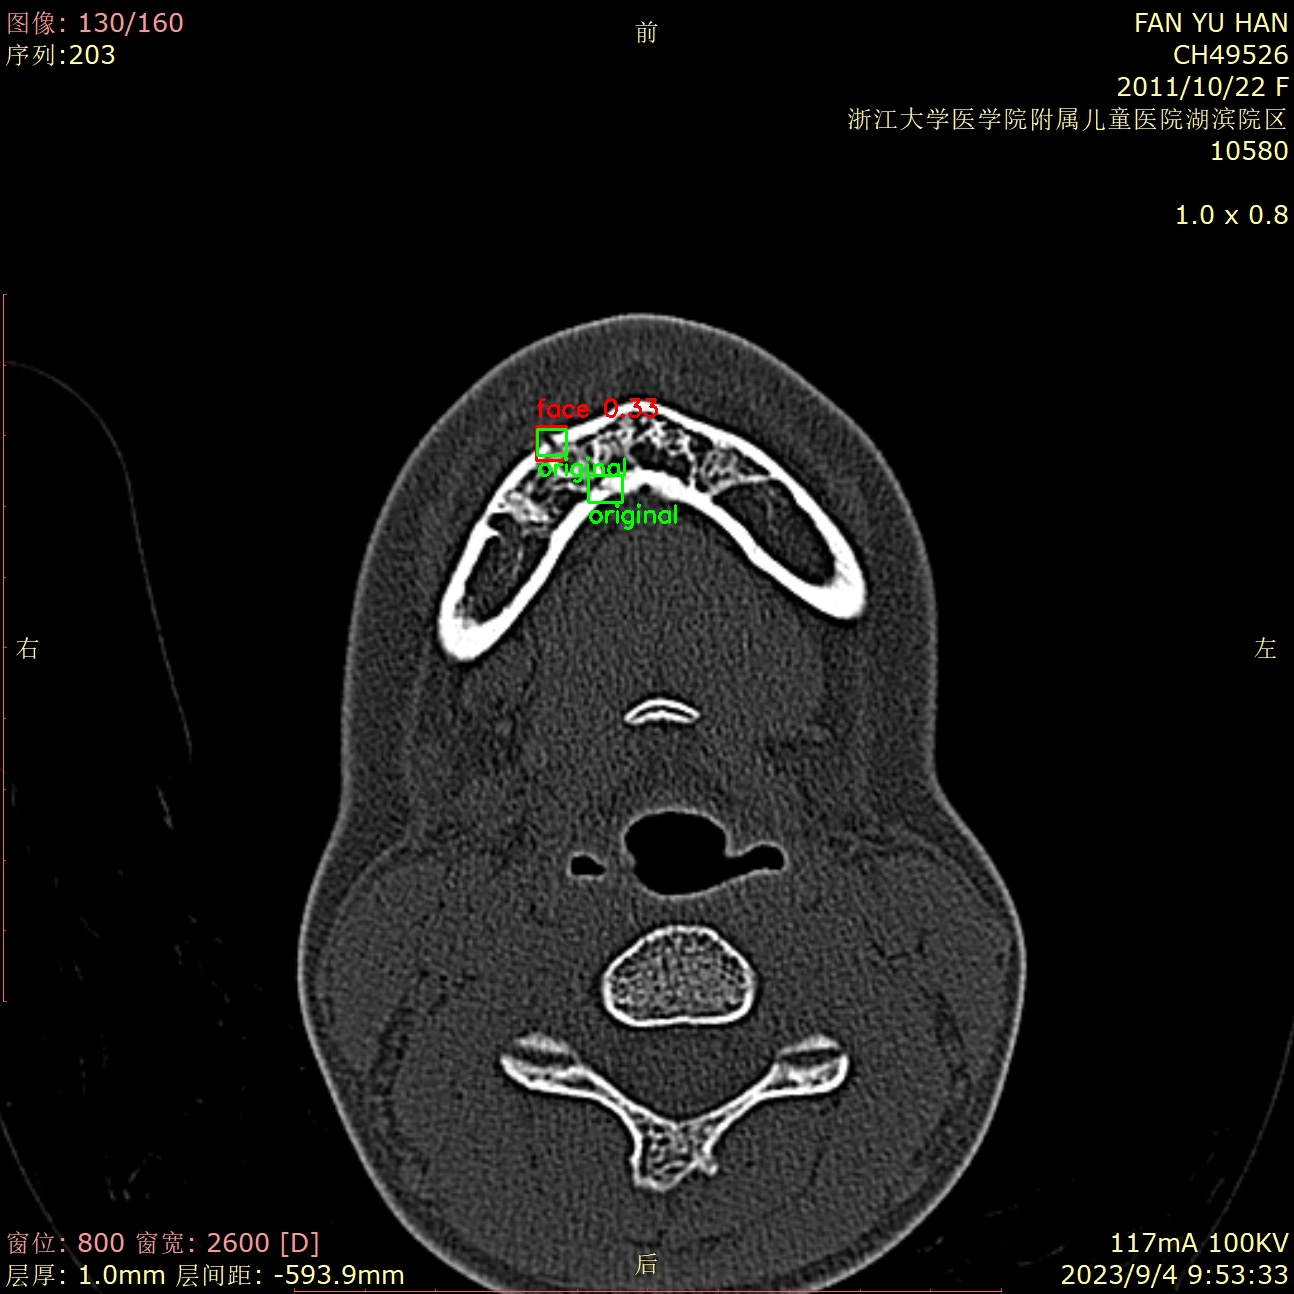 图像: 130/160
序列:203
前
FAN YU HAN
CH49526
2011/10/22 F
浙江大学医学院附属儿童医院湖滨院区
10580
1.0 x 0.8
face 0.33
original
original
右
左
窗位: 800 窗宽: 2600 [D]
层厚: 1.0mm 层间距: -593.9mm
后
117mA 100KV
2023/9/4 9:53:33